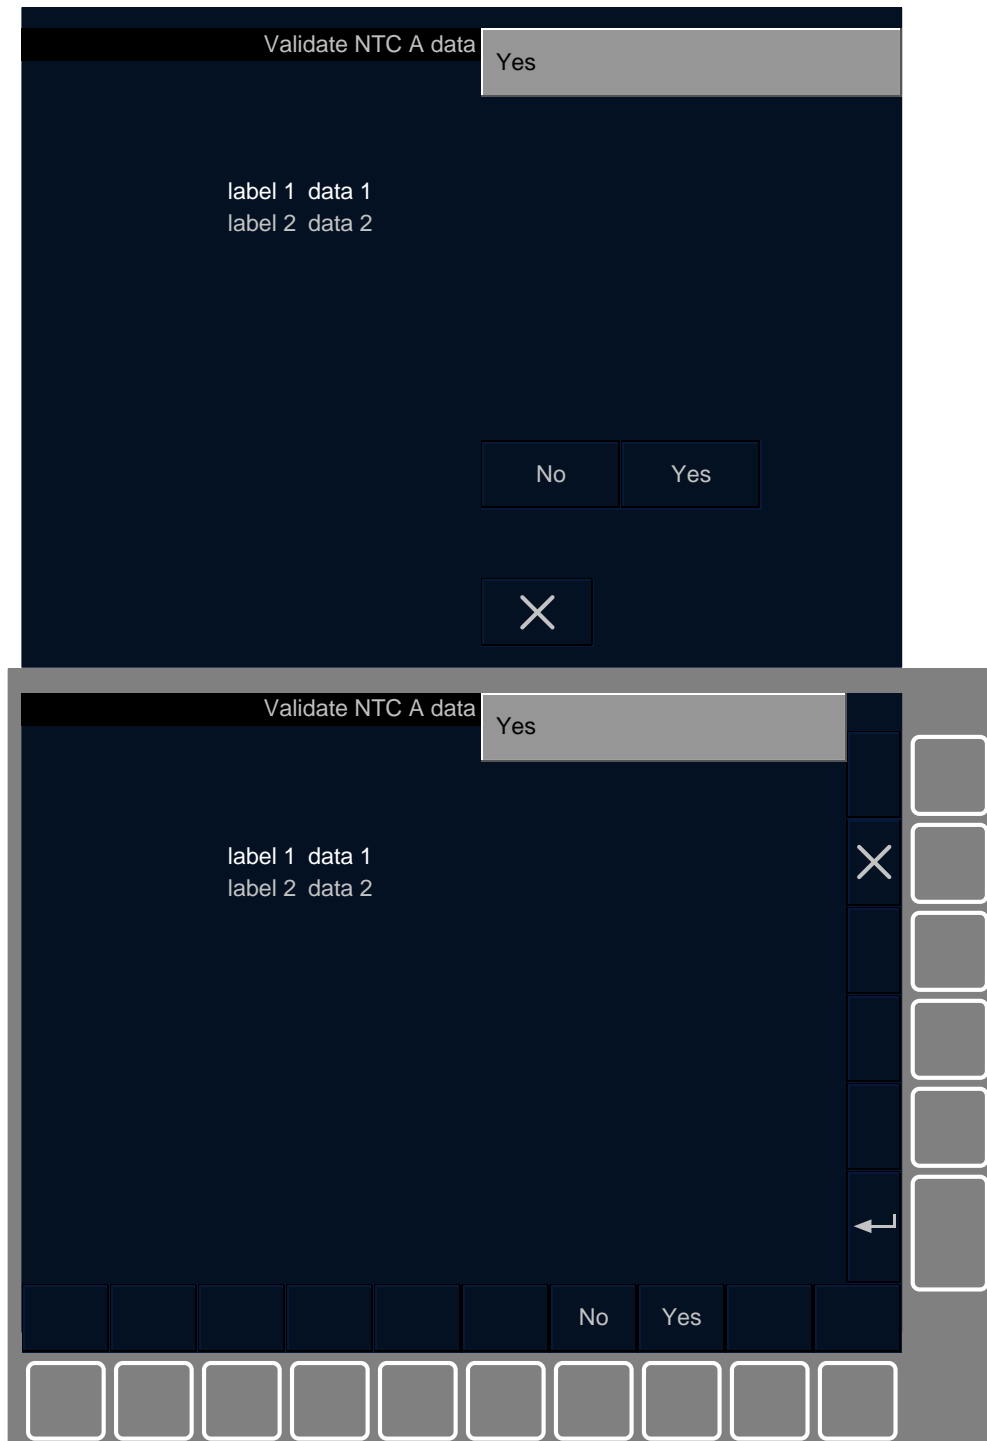 Validate NTC A data
Yes
label 1 data 1
label 2 data 2
No Yes
Validate NTC A data
Yes
label 1 data 1
label 2 data 2
No Yes